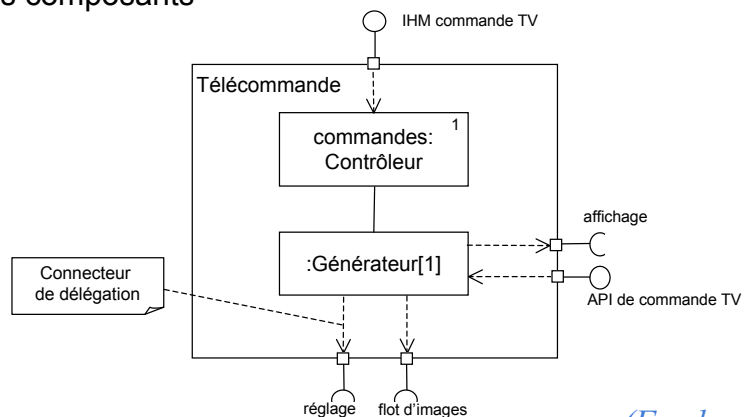 s composants
IHM commande TV
Télécommande
1
commandes:
Contrôleur
affichage
:Générateur[1]
Connecteur
de délégation
API de commande TV
réglage
flot d'images